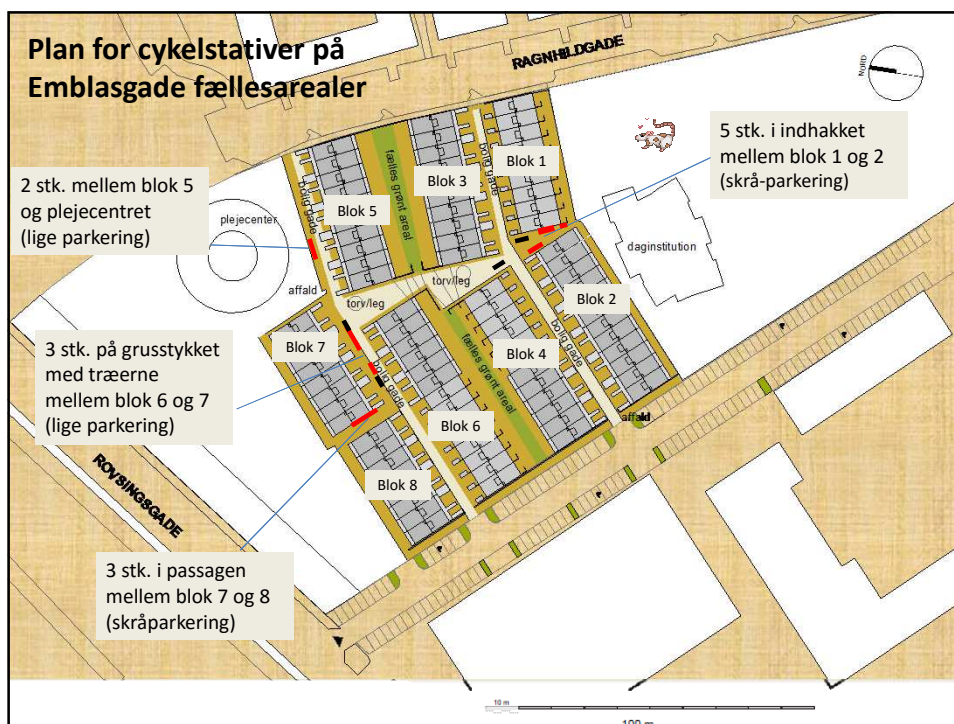 Plan for cykelstativer på
Emblasgade fællesarealer
RAGNHILDGADE
NORD
5 stk. i indhakket
mellem blok 1 og 2
(skrå-parkering)
2 stk. mellem blok 5
og plejecentret
(lige parkering)
plejecenter
bolig gade
Blok 5
fælles grønt areal
Blok 3
bolig gade
Blok 1
daginstitution
affald
torv/leg
torv/leg
Blok 2
bolig gade
3 stk. på grusstykket
med træerne
mellem blok 6 og 7
(lige parkering)
Blok 7
bolig gade
Blok 6
fælles grønt areal
Blok 4
affald
Blok 8
ROVSINGSGADE
3 stk. i passagen
mellem blok 7 og 8
(skråparkering)
10 m
100 m